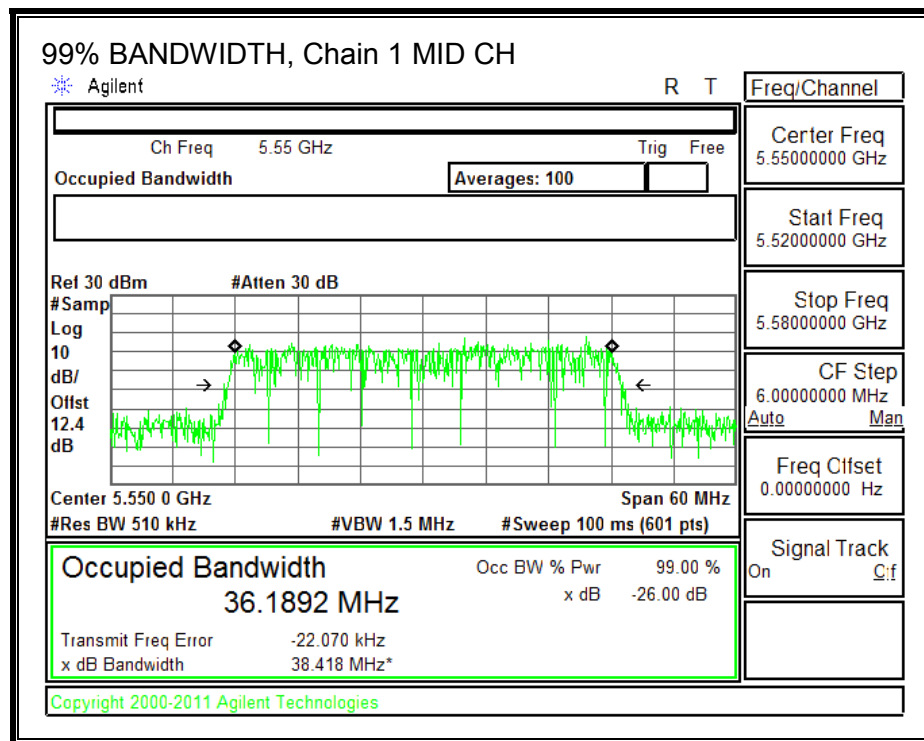 99% BANDWIDTH, Chain 1 MID CH
Agilent R T
Freq/Channel
Ch Freq 5.55 GHz Trig Free
Occupied Bandwidth Averages: 100
Center Freq
5.55000000 GHz
Start Freq
5.52000000 GHz
Stop Freq
5.58000000 GHz
CF Step
6.00000000 MHz
Auto Man
Freq Offset
0.00000000 Hz
Signal Track
On Off
Ref 30 dBm #Atten 30 dB
#Samp
Log
10
dB/
Offst
12.4
dB
Center 5.550 0 GHz Span 60 MHz
#Res BW 510 kHz #VBW 1.5 MHz #Sweep 100 ms (601 pts)
Occupied Bandwidth Occ BW % Pwr 99.00 %
36.1892 MHz x dB -26.00 dB
Transmit Freq Error -22.070 kHz
x dB Bandwidth 38.418 MHz*
Copyright 2000-2011 Agilent Technologies